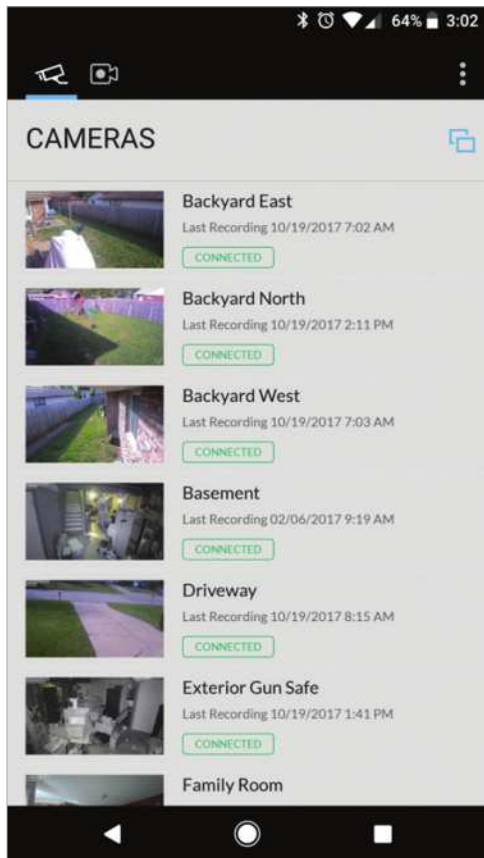 64% 3:02
CAMERAS
Backyard East
Last Recording 10/19/2017 7:02 AM
CONNECTED
Backyard North
Last Recording 10/19/2017 2:11 PM
CONNECTED
Backyard West
Last Recording 10/19/2017 7:03 AM
CONNECTED
Basement
Last Recording 02/06/2017 9:19 AM
CONNECTED
Driveway
Last Recording 10/19/2017 8:15 AM
CONNECTED
Exterior Gun Safe
Last Recording 10/19/2017 1:41 PM
CONNECTED
Family Room